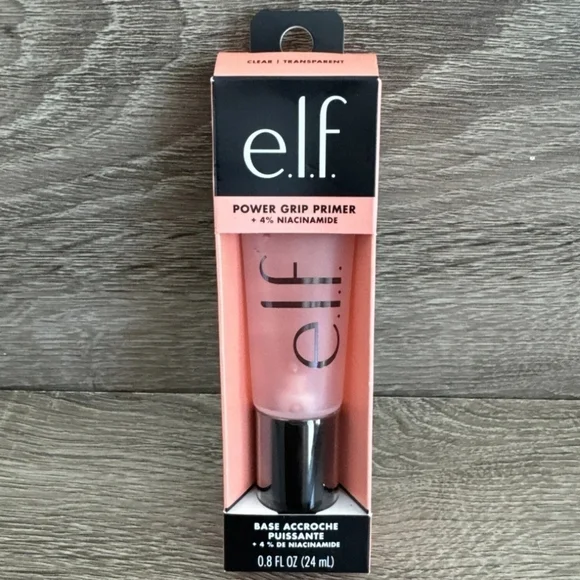 CLEAR | TRANSPARENT
e.l.f.
POWER GRIP PRIMER
+ 4% NIACINAMIDE
e.l.f.
BASE ACCROCHE
PUISSANTE
+ 4 % DE NIACINAMIDE
0.8 FL OZ (24 mL)